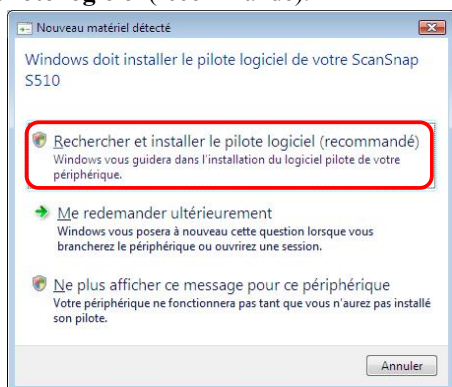 Nouveau matériel détecté
Windows doit installer le pilote logiciel de votre ScanSnap
S510
Rechercher et installer le pilote logiciel (recommandé)
Windows vous guidera dans l'installation du logiciel pilote de votre
périphérique.
Me redemander ultérieurement
Windows vous posera à nouveau cette question lorsque vous
brancherez le périphérique ou ouvrirez une session.
Ne plus afficher ce message pour ce périphérique
Votre périphérique ne fonctionnera pas tant que vous n'aurez pas installé
son pilote.
Annuler